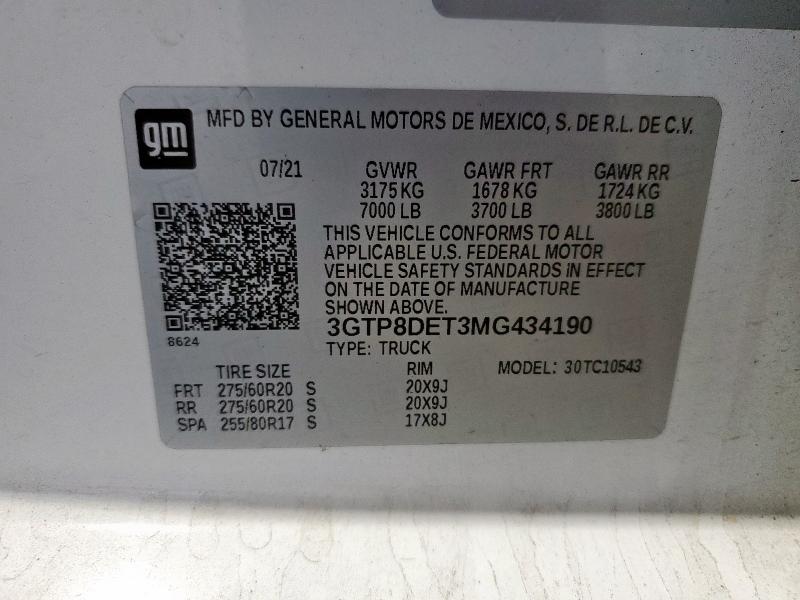 gm MFD BY GENERAL MOTORS DE MEXICO, S. DE R.L. DE C.V.
07/21 GVWR GAWR FRT GAWR RR
3175 KG 1678 KG 1724 KG
7000 LB 3700 LB 3800 LB
THIS VEHICLE CONFORMS TO ALL
APPLICABLE U.S. FEDERAL MOTOR
VEHICLE SAFETY STANDARDS IN EFFECT
ON THE DATE OF MANUFACTURE
SHOWN ABOVE.
3GTP8DET3MG434190
8624
TYPE: TRUCK
TIRE SIZE RIM MODEL: 30TC10543
FRT 275/60R20 S 20X9J
RR 275/60R20 S 20X9J
SPA 255/80R17 S 17X8J